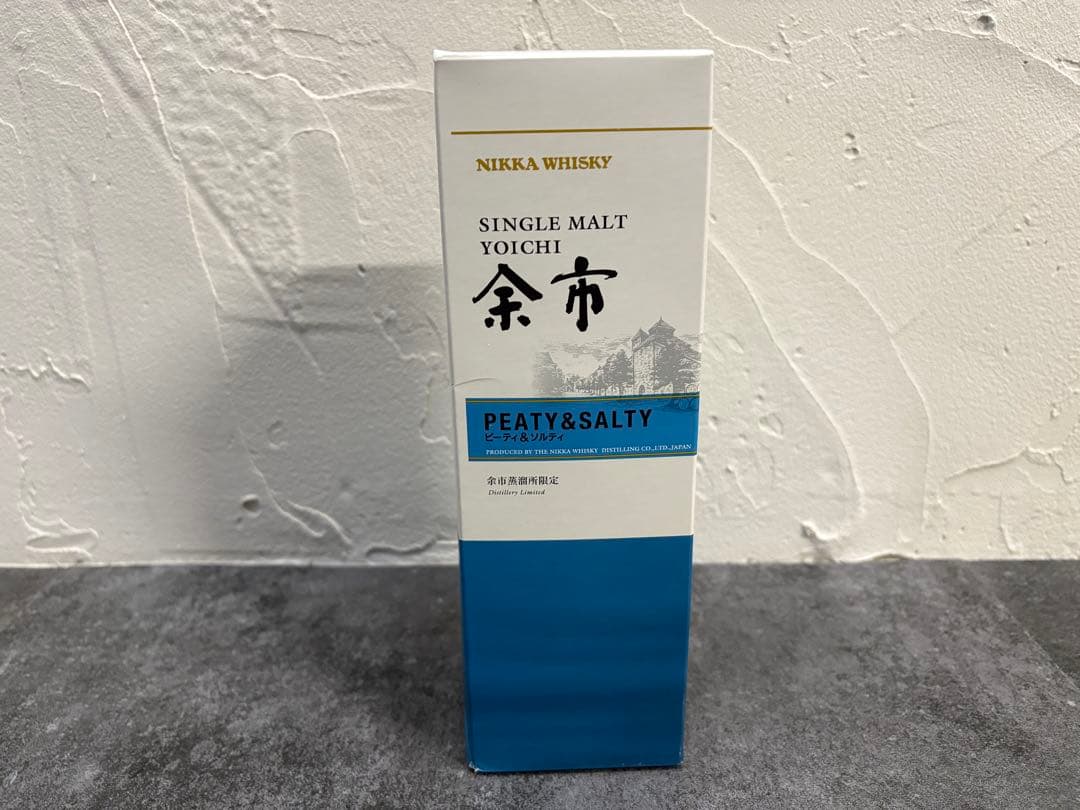 NIKKA WHISKY
SINGLE MALT
YOICHI
余市
PEATY&SALTY
ピーティ&ソルティ
PRODUCED BY THE NIKKA WHISKY DISTILLING CO.,LTD.,JAPAN
余市蒸溜所限定
Distillery Limited